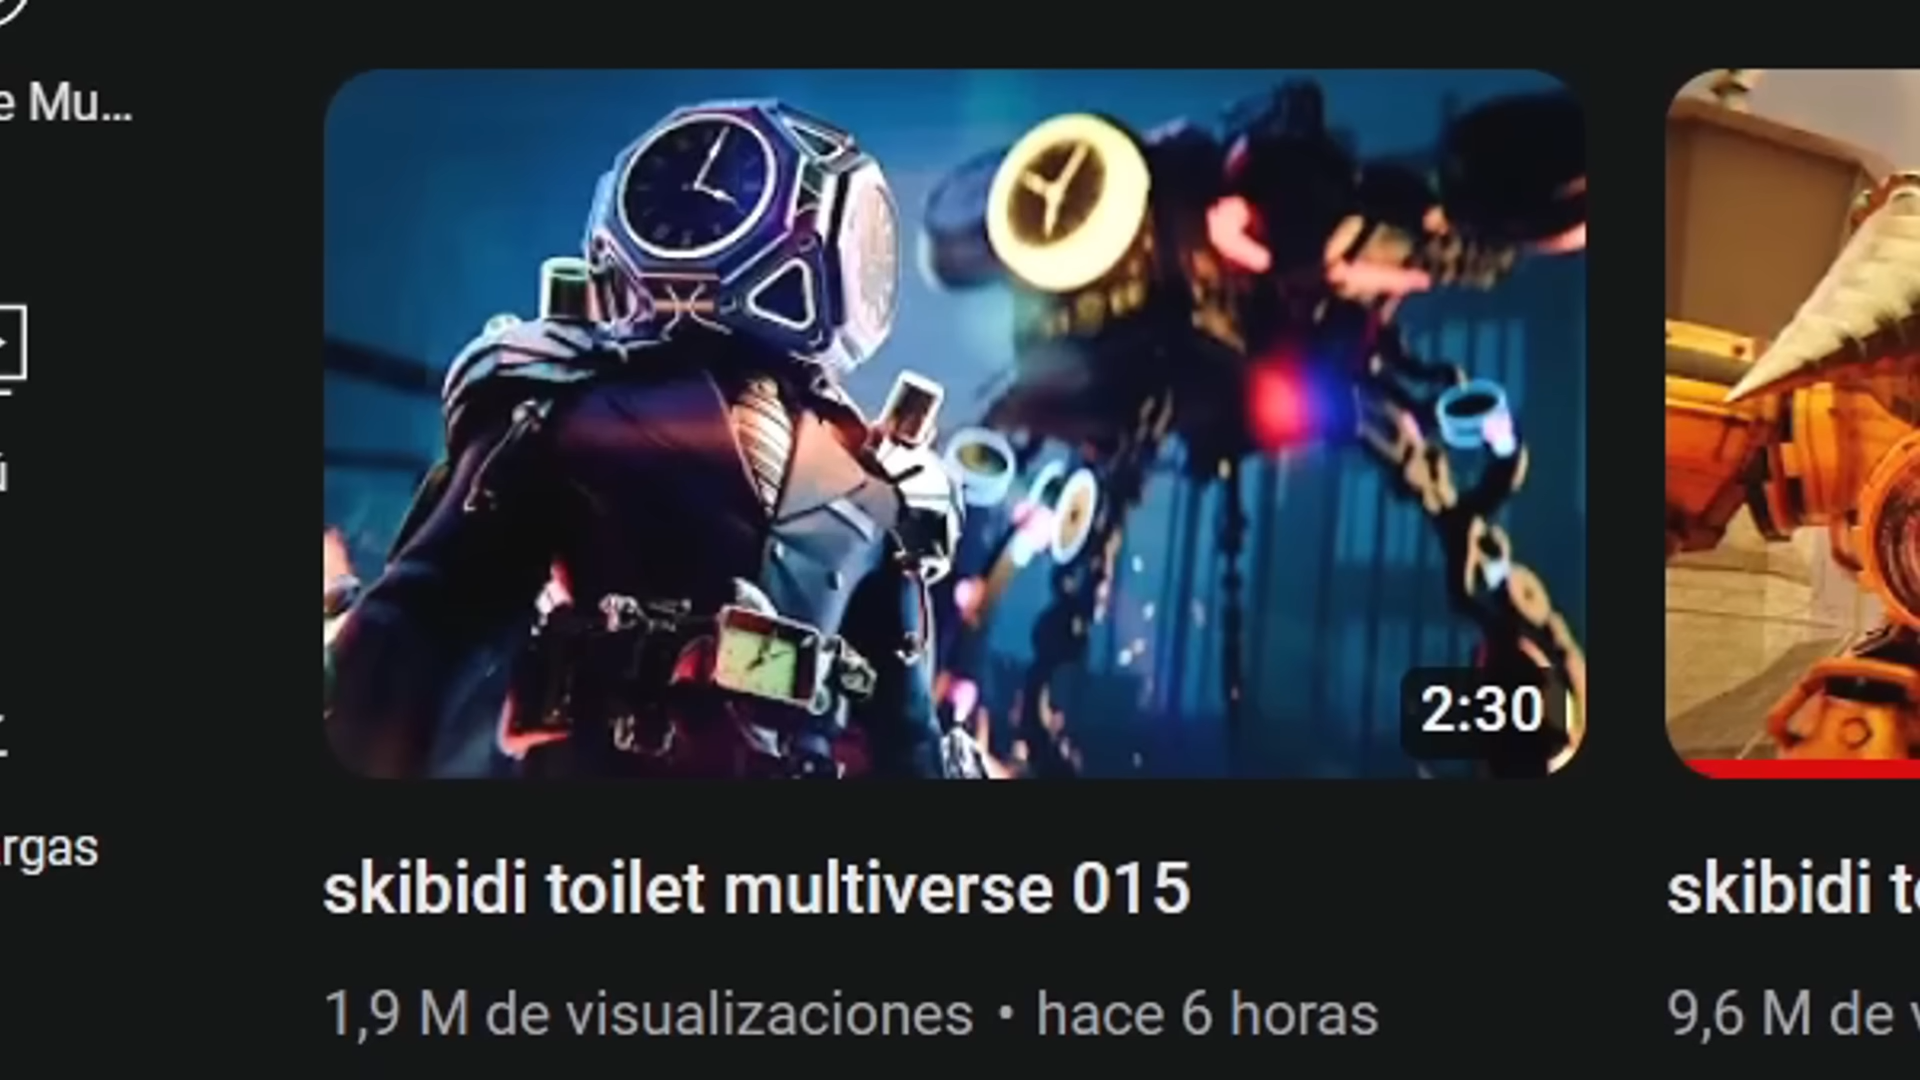 e Mu...
ú
rgas
2:30
skibidi toilet multiverse 015
1,9 M de visualizaciones • hace 6 horas
skibidi t
9,6 M de v